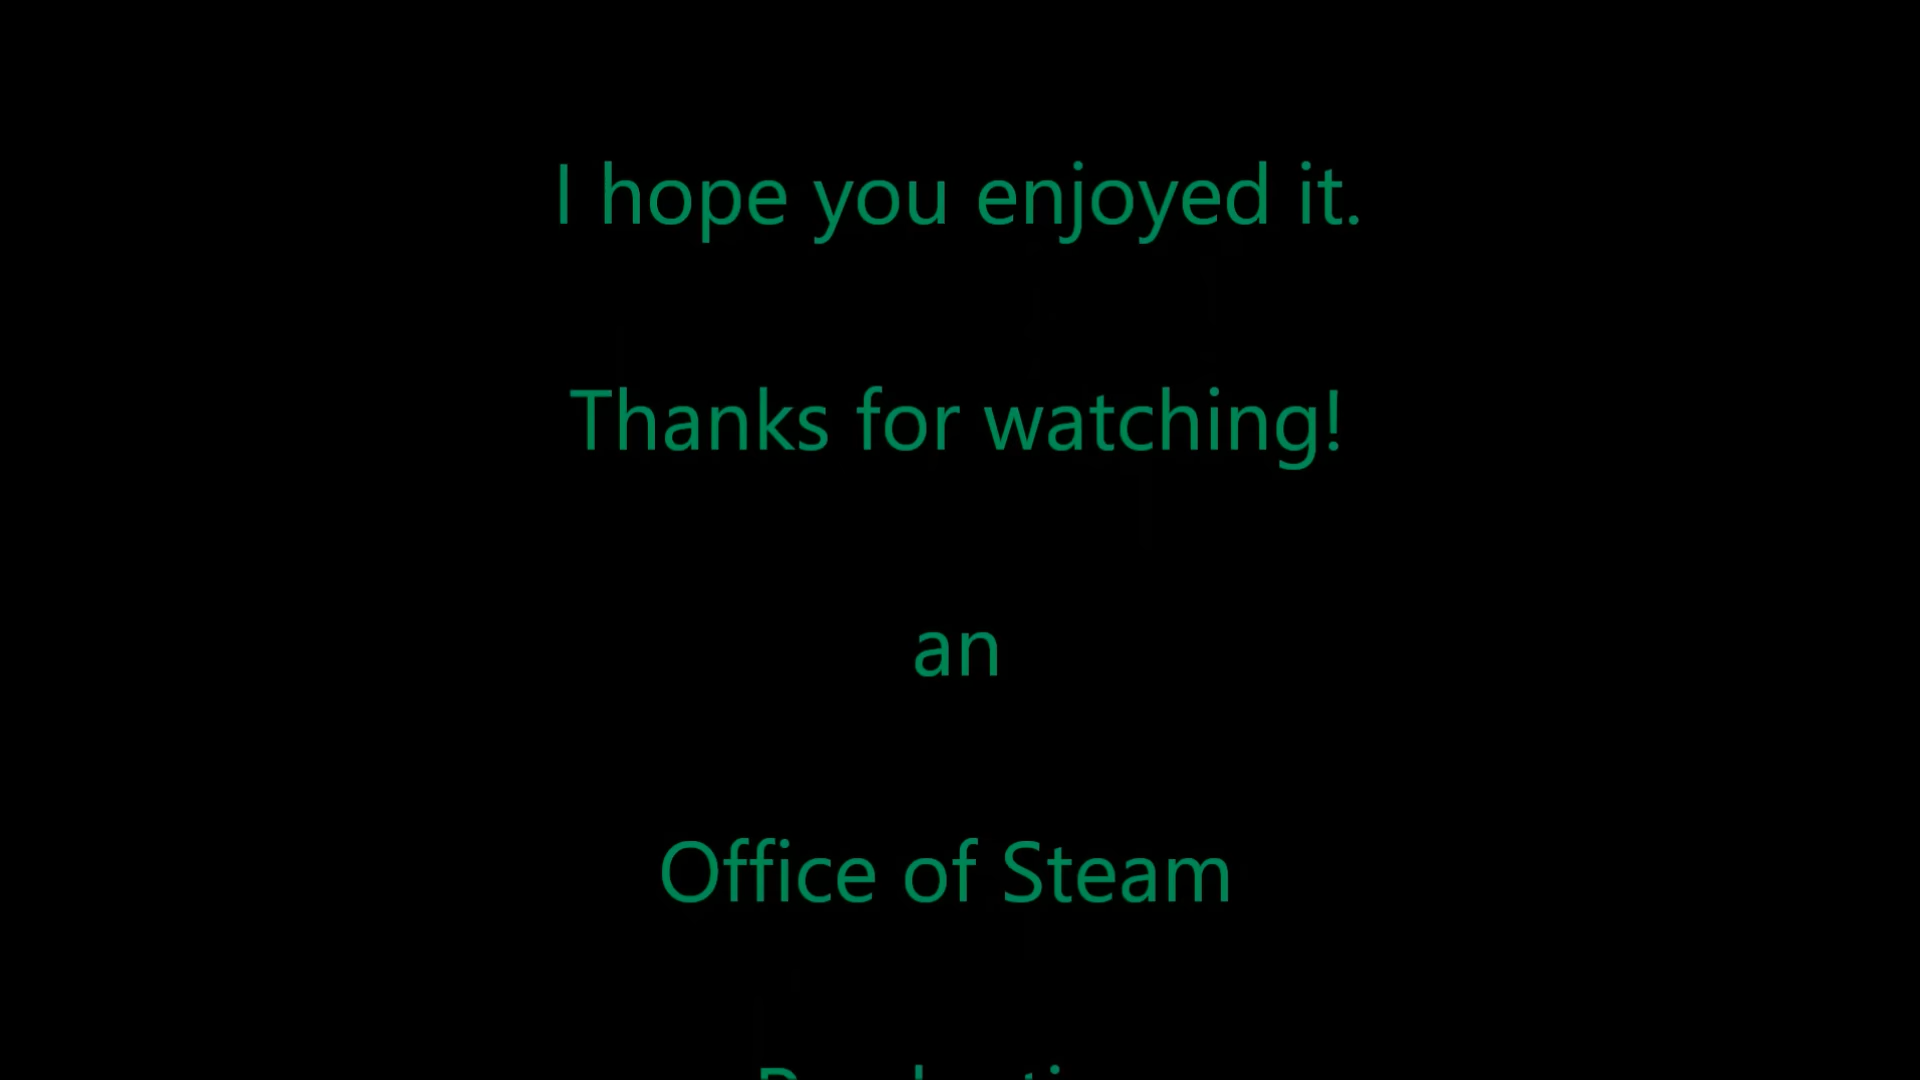 I hope you enjoyed it.
Thanks for watching!
an
Office of Steam